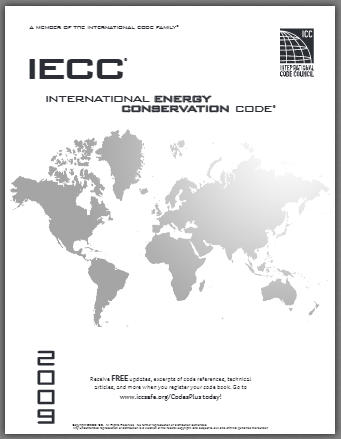 A MEMBER OF THE INTERNATIONAL CODE FAMILY®
ICC
INTERNATIONAL
CODE COUNCIL
IECC®
INTERNATIONAL ENERGY
CONSERVATION CODE®
2009
Receive FREE updates, excerpts of code references, technical
articles, and more when you register your code book. Go to
www.iccsafe.org/CodesPlus today!